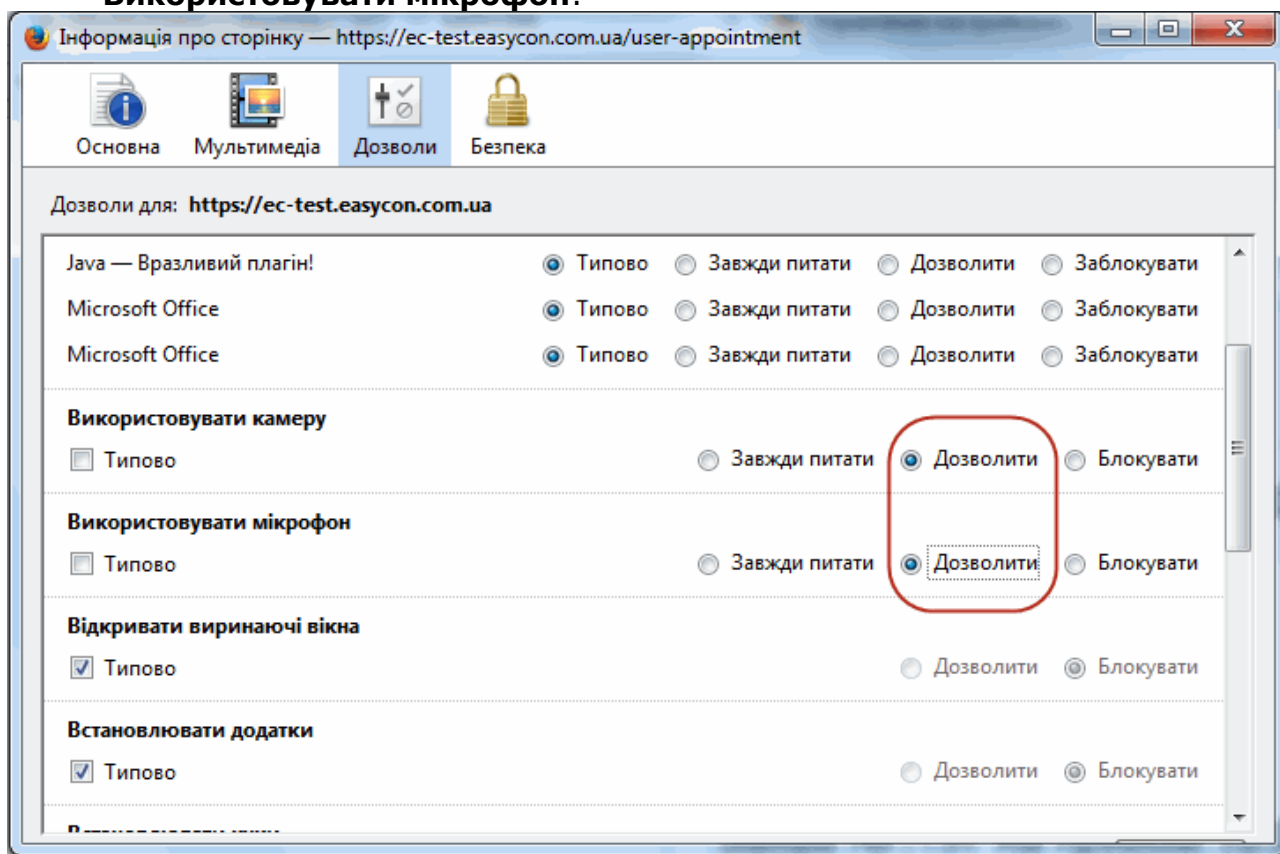 Використовувати мікрофон.
Інформація про сторінку — https://ec-test.easycon.com.ua/user-appointment
Основна Мультимедіа Дозволи Безпека
Дозволи для: https://ec-test.easycon.com.ua
Java — Вразливий плагін! Типово Завжди питати Дозволити Заблокувати
Microsoft Office Типово Завжди питати Дозволити Заблокувати
Microsoft Office Типово Завжди питати Дозволити Заблокувати
Використовувати камеру
Типово Завжди питати Дозволити Блокувати
Використовувати мікрофон
Типово Завжди питати Дозволити Блокувати
Відкривати виринаючі вікна
Типово Дозволити Блокувати
Встановлювати додатки
Типово Дозволити Блокувати